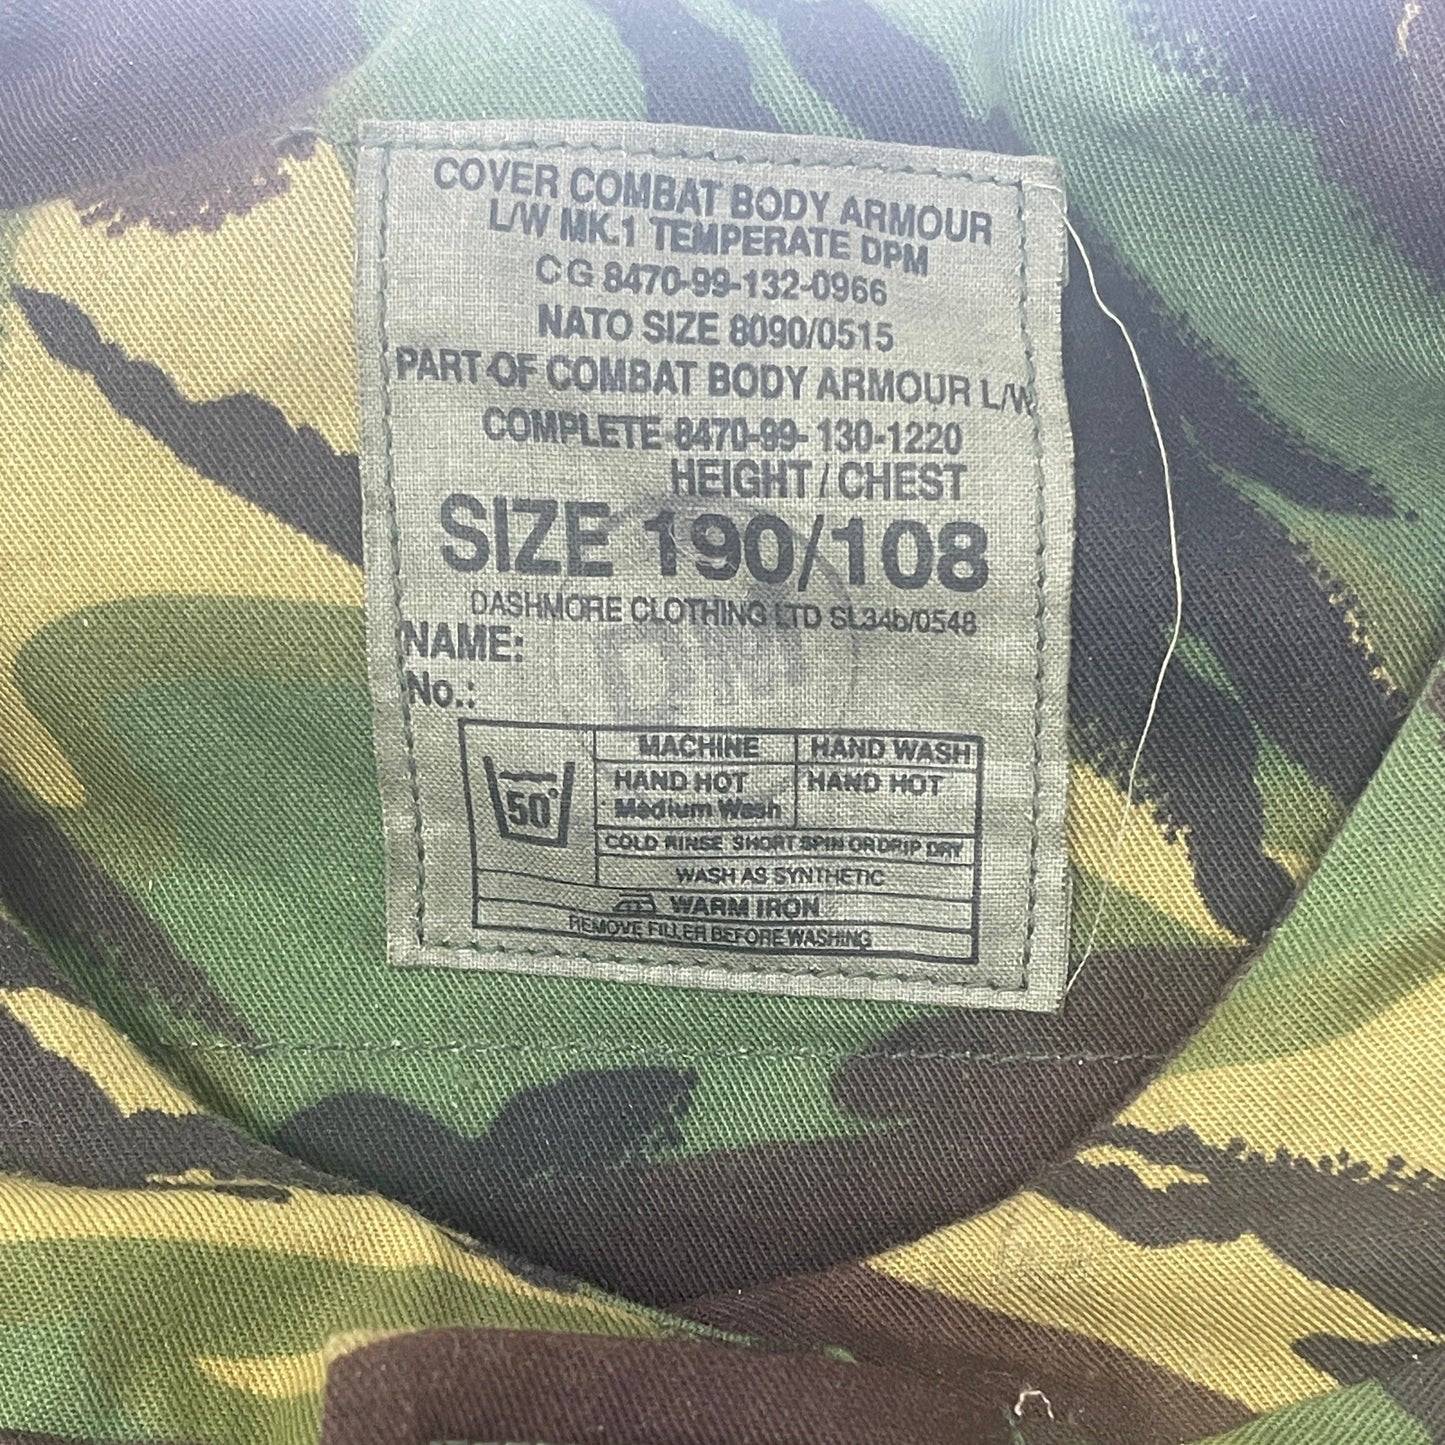 COVER COMBAT BODY ARMOUR
L/W MK.1 TEMPERATE DPM
CG 8470-99-132-0966
NATO SIZE 8090/0515
PART OF COMBAT BODY ARMOUR L/W
COMPLETE 8470-99-130-1220
HEIGHT / CHEST
SIZE 190/108
DASHMORE CLOTHING LTD SL34b/0548
NAME:
No.:
DM
MACHINE HAND WASH
HAND HOT HAND HOT
Medium Wash
50°
COLD RINSE SHORT SPIN OR DRIP DRY
WASH AS SYNTHETIC
WARM IRON
REMOVE FILLER BEFORE WASHING